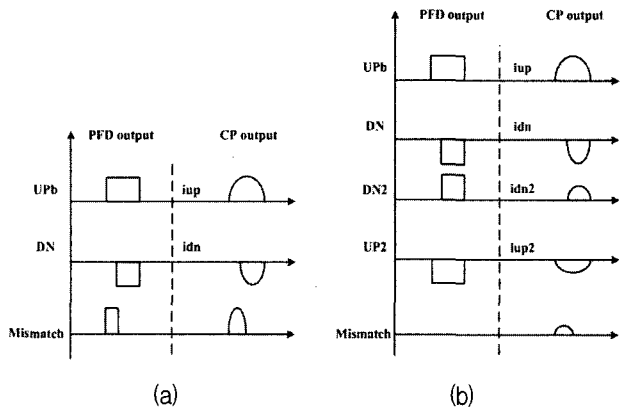 PFD output
CP output
UPb
iup
DN
idn
Mismatch
(a)
PFD output
CP output
UPb
iup
DN
idn
DN2
idn2
UP2
iup2
Mismatch
(b)